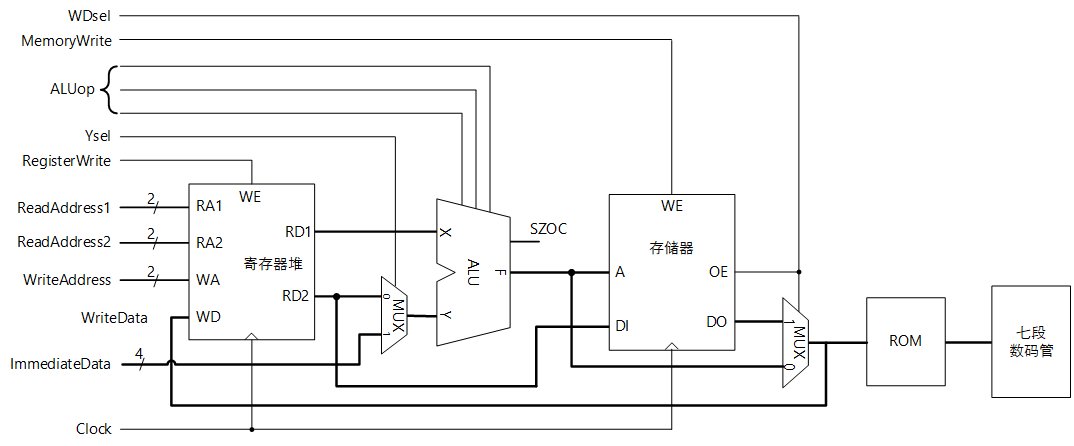 WDsel
MemoryWrite
ALUop
Ysel
RegisterWrite
ReadAddress1
ReadAddress2
WriteAddress
WriteData
ImmediateData
Clock
2
2
2
4
WE
RA1
RA2
WA
WD
寄存器堆
RD1
RD2
0
MUX
1
X
ALU
Y
F
SZOC
WE
存储器
A
OE
DI
DO
1
MUX
0
ROM
七段
数码管